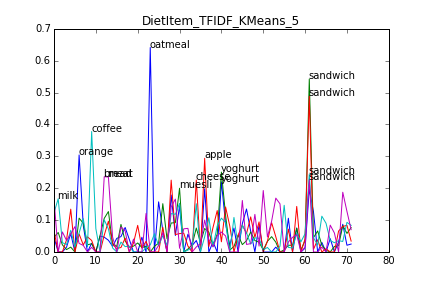 DietItem_TFIDF_KMeans_5
0.7
0.6
0.5
0.4
0.3
0.2
0.1
0.0
oatmeal
sandwich
sandwich
coffee
orange
apple
sandwich
sandwich
yoghurt
yoghurt
cheese
muesli
bread
milk
0
10
20
30
40
50
60
70
80